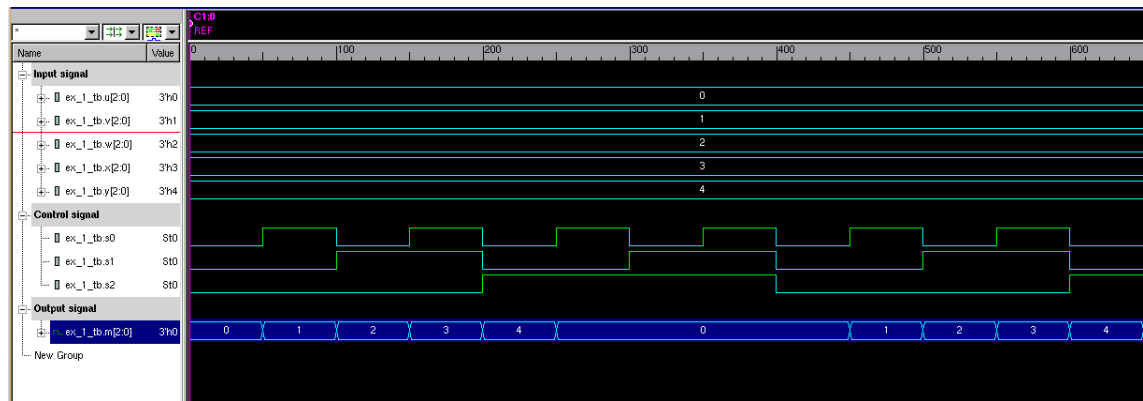 C1:0
REF
*
Name Value 0 100 200 300 400 500 600
Input signal
ex_1_tb.u[2:0] 3'h0 0
ex_1_tb.v[2:0] 3'h1 1
ex_1_tb.w[2:0] 3'h2 2
ex_1_tb.x[2:0] 3'h3 3
ex_1_tb.y[2:0] 3'h4 4
Control signal
ex_1_tb.s0 St0
ex_1_tb.s1 St0
ex_1_tb.s2 St0
Output signal
ex_1_tb.m[2:0] 3'h0 0 1 2 3 4 0 1 2 3 4
New Group